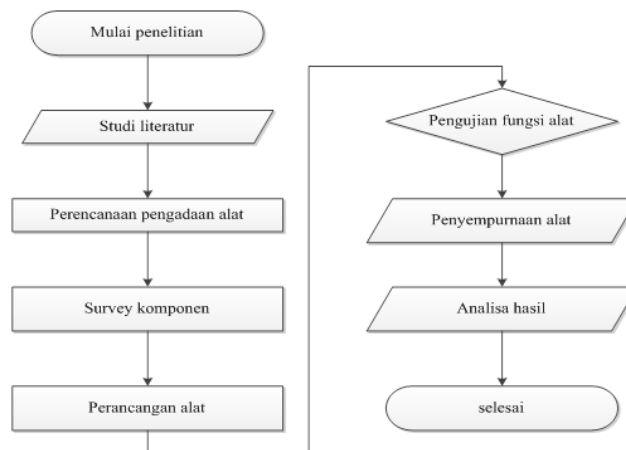 Mulai penelitian
Studi literatur
Perencanaan pengadaan alat
Survey komponen
Perancangan alat
Pengujian fungsi alat
Penyempurnaan alat
Analisa hasil
selesai